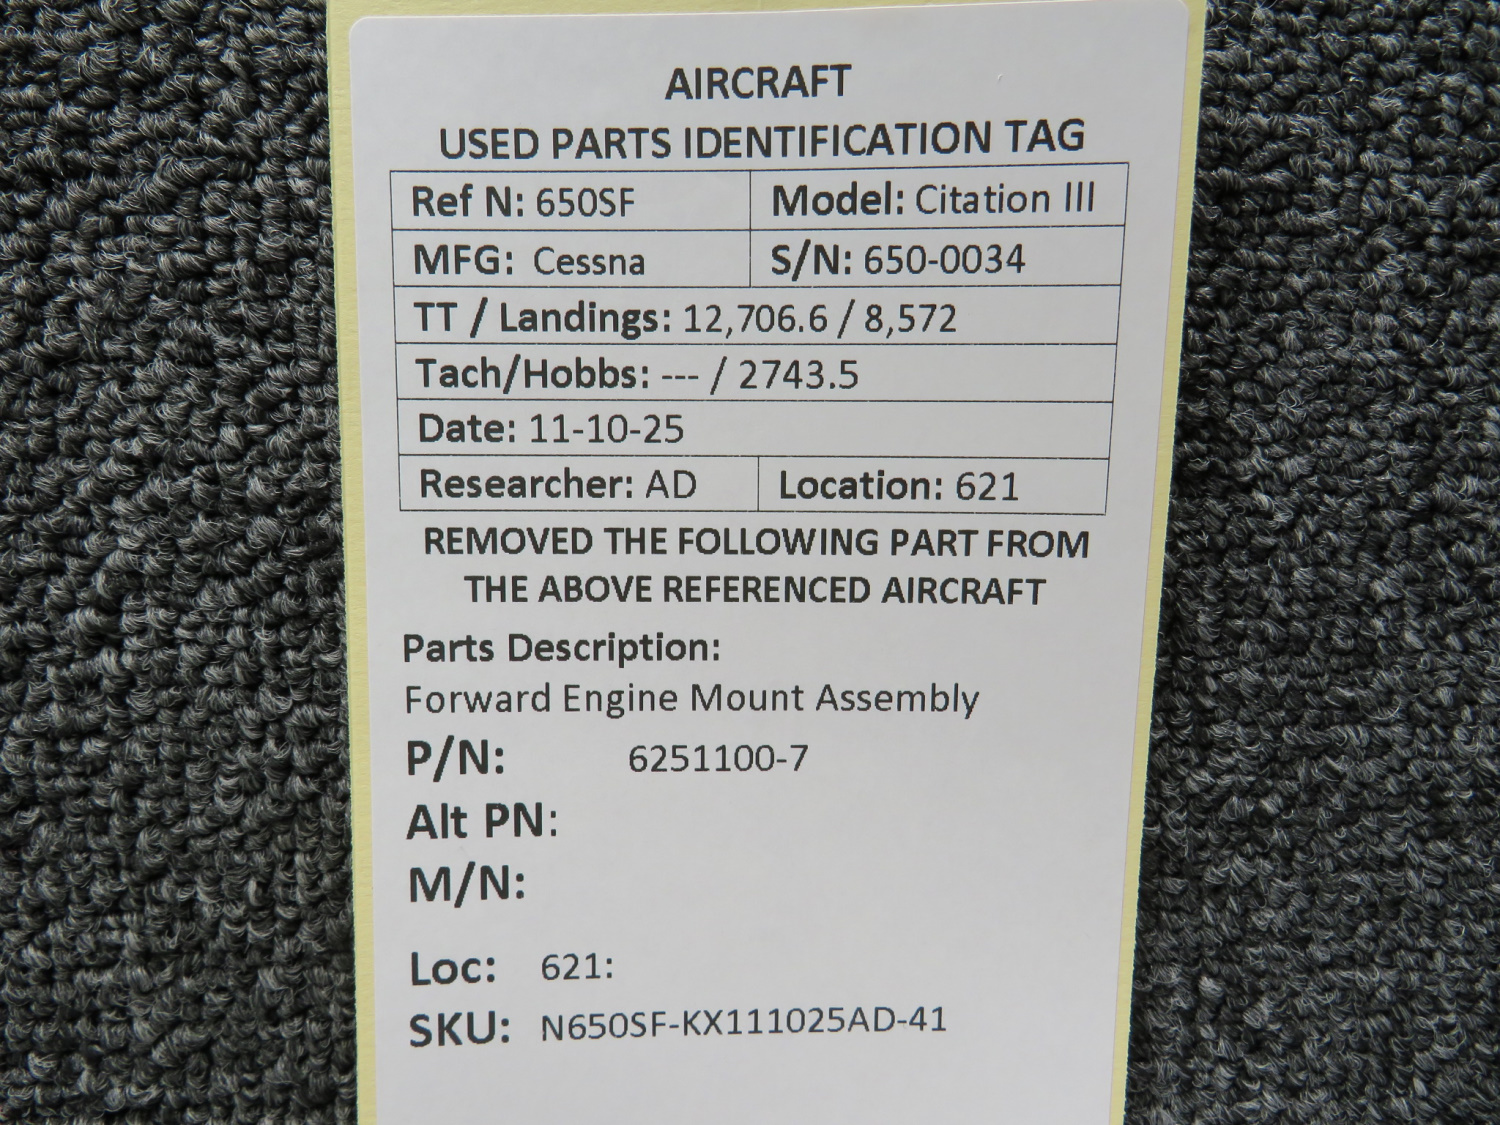 AIRCRAFT
USED PARTS IDENTIFICATION TAG
Ref N: 650SF Model: Citation III
MFG: Cessna S/N: 650-0034
TT / Landings: 12,706.6 / 8,572
Tach/Hobbs: --- / 2743.5
Date: 11-10-25
Researcher: AD Location: 621
REMOVED THE FOLLOWING PART FROM
THE ABOVE REFERENCED AIRCRAFT
Parts Description:
Forward Engine Mount Assembly
P/N: 6251100-7
Alt PN:
M/N:
Loc: 621:
SKU: N650SF-KX111025AD-41